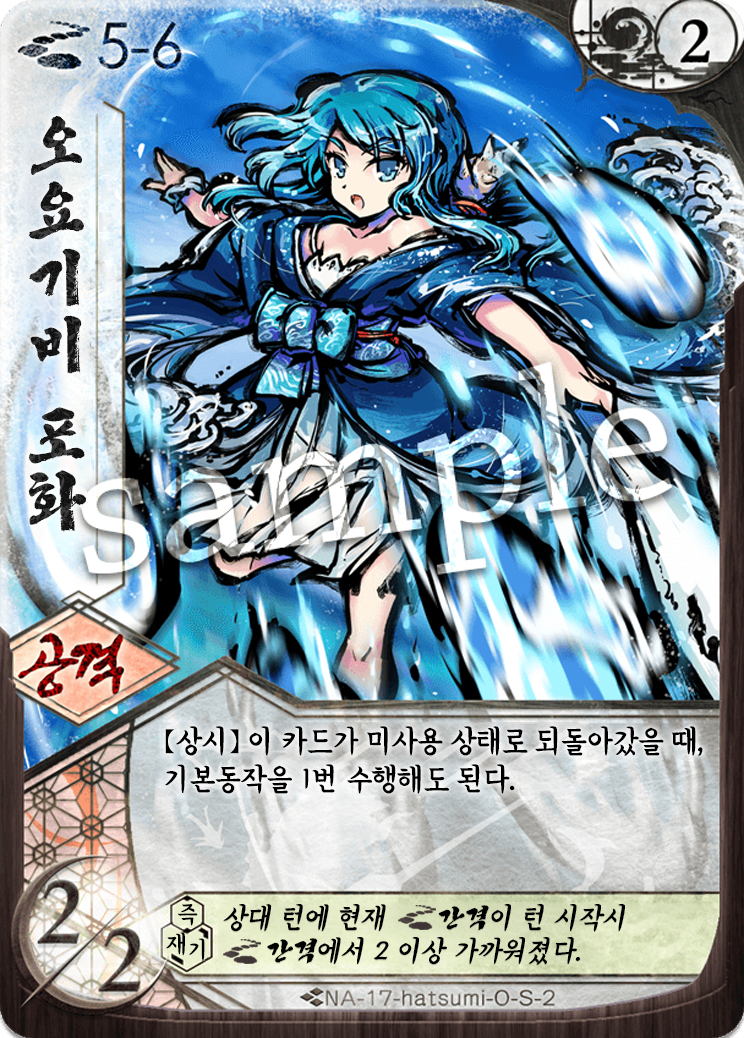 5-6
2
오요기비 포화
sample
공격
【상시】 이 카드가 미사용 상태로 되돌아갔을 때,
기본동작을 1번 수행해도 된다.
2/2
즉
재기
상대 턴에 현재 간격이 턴 시작시
간격에서 2 이상 가까워졌다.
NA-17-hatsumi-O-S-2